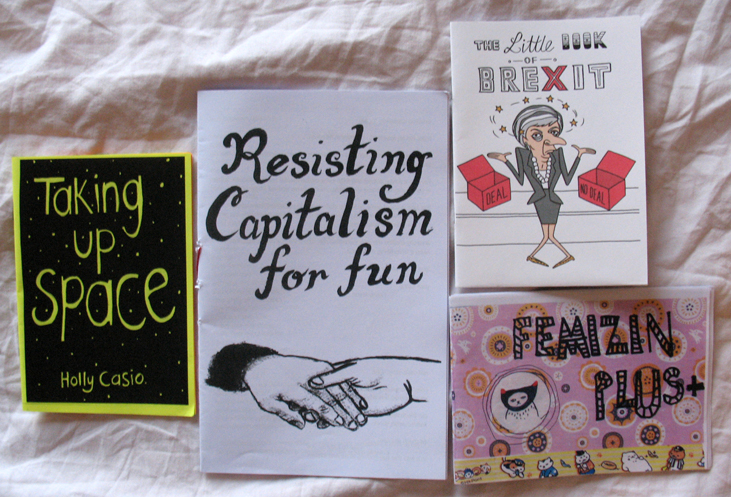 Taking
up
Space
Holly Casio
Resisting
Capitalism
for fun
THE Little BOOK
OF
BREXIT
DEAL
NO DEAL
FEMIZIN
PLUS+